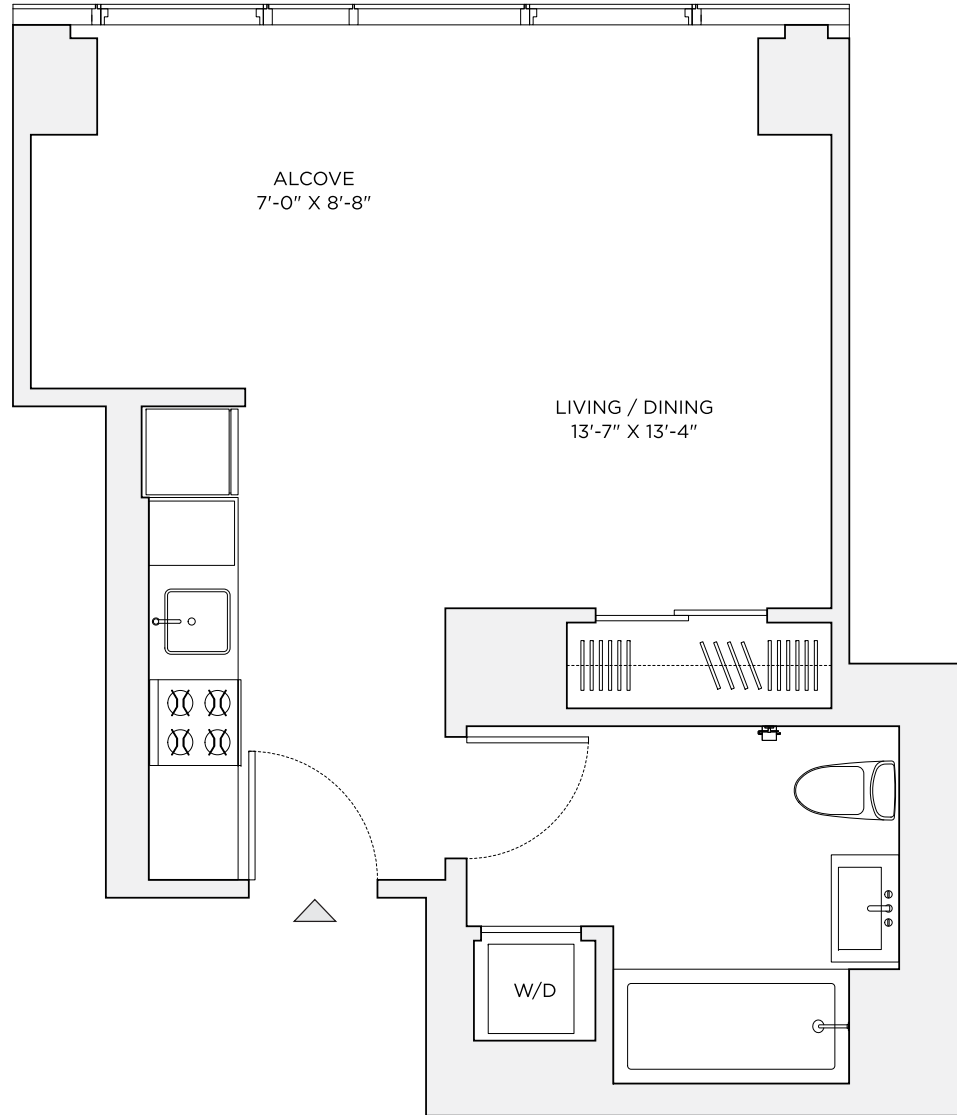 ALCOVE
7'-0" X 8'-8"
LIVING / DINING
13'-7" X 13'-4"
W/D